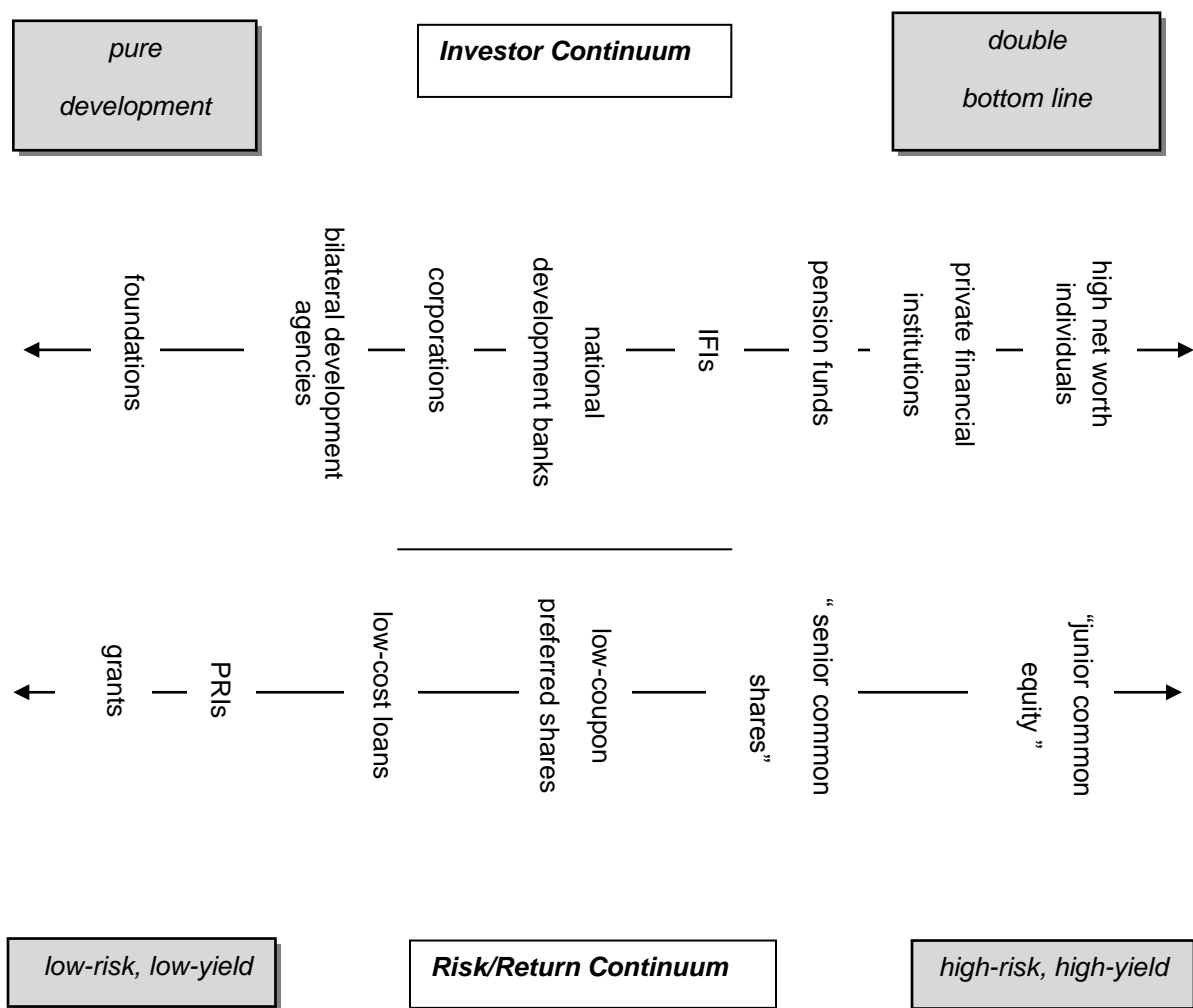 pure
development
Investor Continuum
double
bottom line
foundations
bilateral development
agencies
corporations
national
development banks
IFIs
pension funds
private financial
institutions
high net worth
individuals
grants
PRIs
low-cost loans
low-coupon
preferred shares
“ senior common
shares”
“junior common
equity ”
low-risk, low-yield
Risk/Return Continuum
high-risk, high-yield